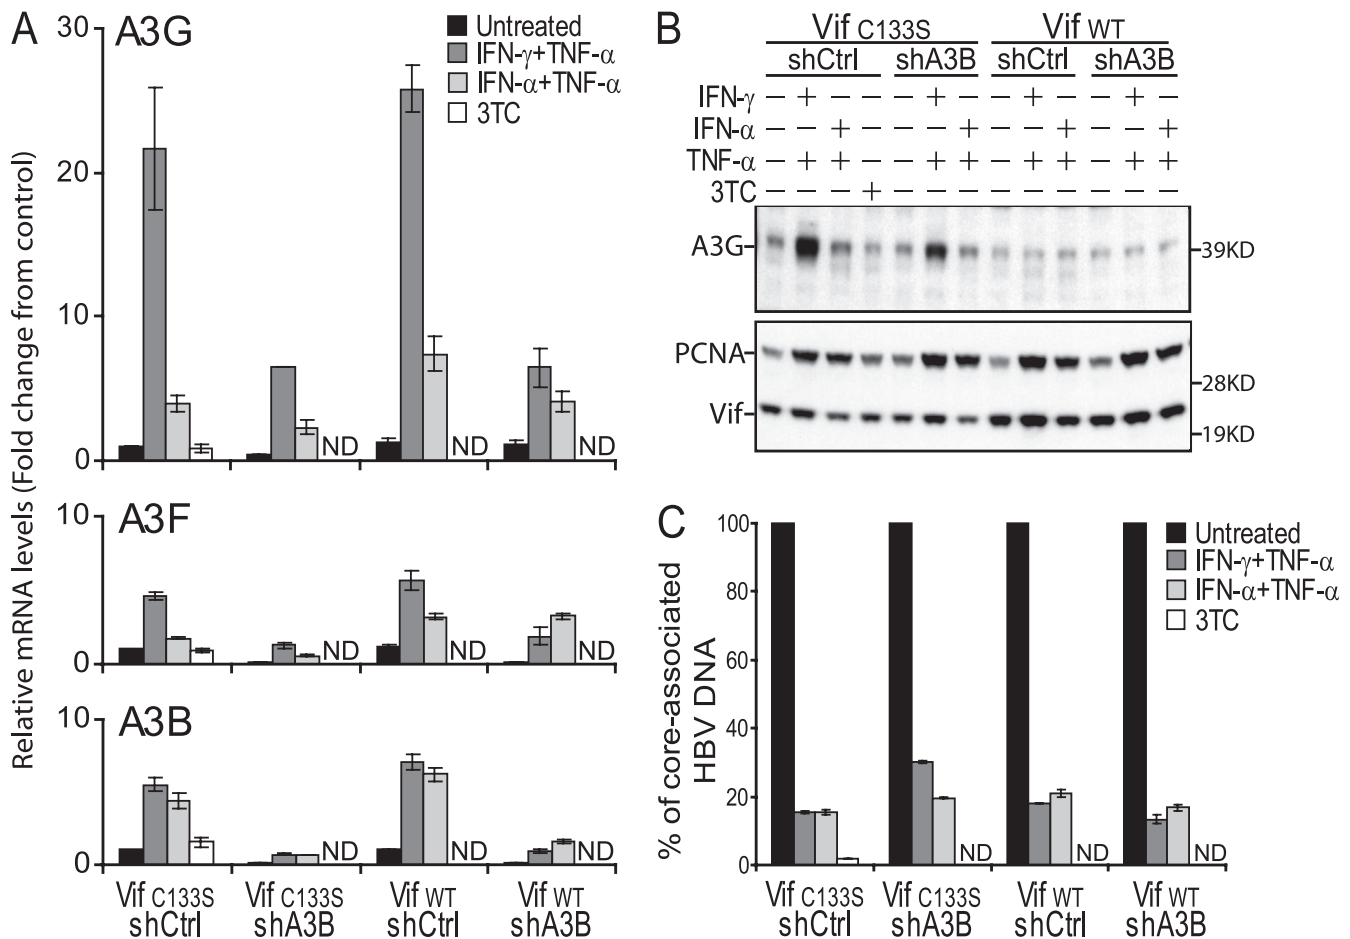 A
A3G
Untreated
IFN-γ+TNF-α
IFN-α+TNF-α
3TC
Relative mRNA levels (Fold change from control)
30
20
10
0
ND
ND
ND
A3F
10
0
ND
ND
ND
A3B
10
0
ND
ND
ND
Vif C133S
shCtrl
Vif C133S
shA3B
Vif WT
shCtrl
Vif WT
shA3B
B
Vif C133S
Vif WT
shCtrl
shA3B
shCtrl
shA3B
IFN-γ − + − − − + − − + − − + −
IFN-α − − + − − − + − − + − − +
TNF-α − + + − − + + − + + − + +
3TC − − − + − − − − − − − − −
A3G
39KD
PCNA
28KD
Vif
19KD
C
Untreated
IFN-γ+TNF-α
IFN-α+TNF-α
3TC
% of core-associated
HBV DNA
100
80
60
40
20
0
ND
ND
ND
Vif C133S
shCtrl
Vif C133S
shA3B
Vif WT
shCtrl
Vif WT
shA3B